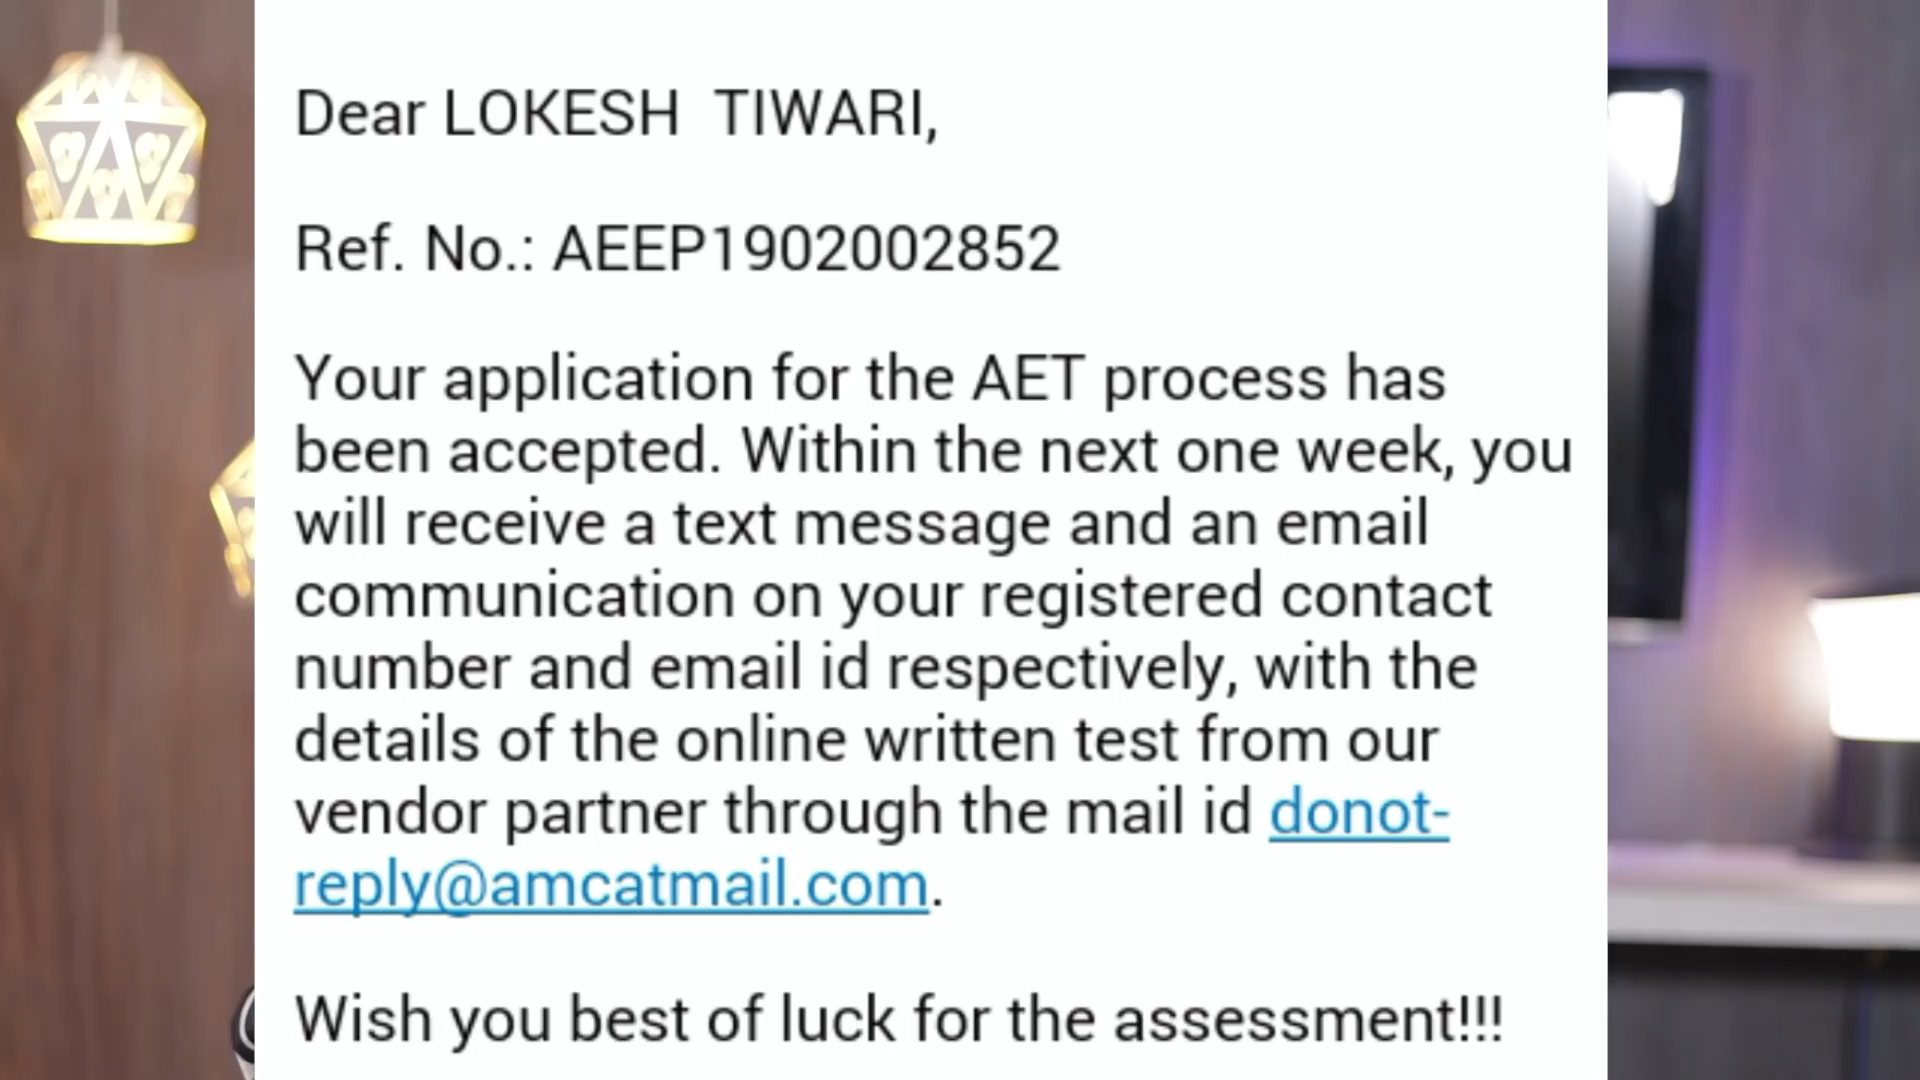 Dear LOKESH  TIWARI,
Ref. No.: AEEP1902002852
Your application for the AET process has
been accepted. Within the next one week, you
will receive a text message and an email
communication on your registered contact
number and email id respectively, with the
details of the online written test from our
vendor partner through the mail id donot-
reply@amcatmail.com.
Wish you best of luck for the assessment!!!